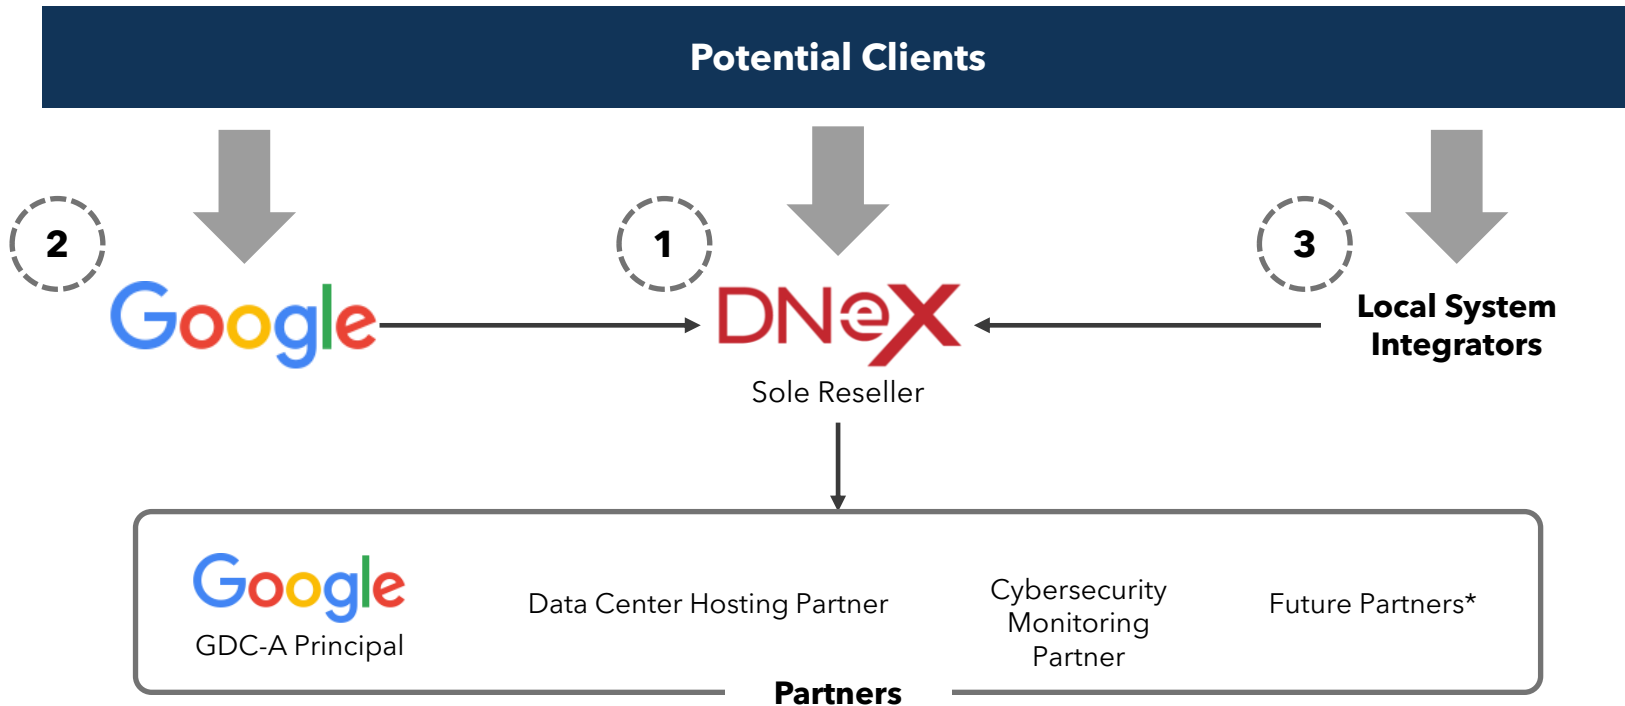 Potential Clients
2
1
3
Google
DNeX
Local System
Integrators
Sole Reseller
Google
GDC-A Principal
Data Center Hosting Partner
Cybersecurity
Monitoring
Partner
Future Partners*
Partners